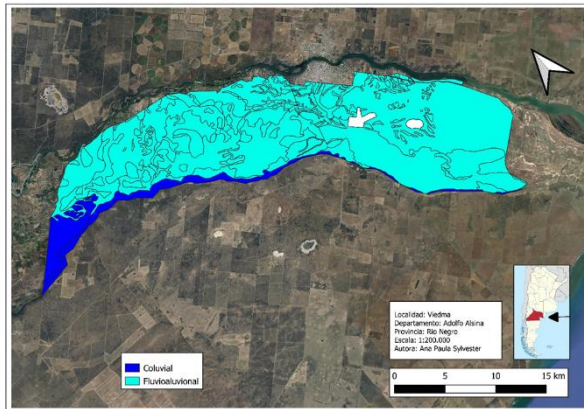 Localidad: Viedma
Departamento: Adolfo Alsina
Provincia: Río Negro
Escala: 1:200.000
Autora: Ana Paula Sylvester
Coluvial
Fluvioaluvional
0 5 10 15 km